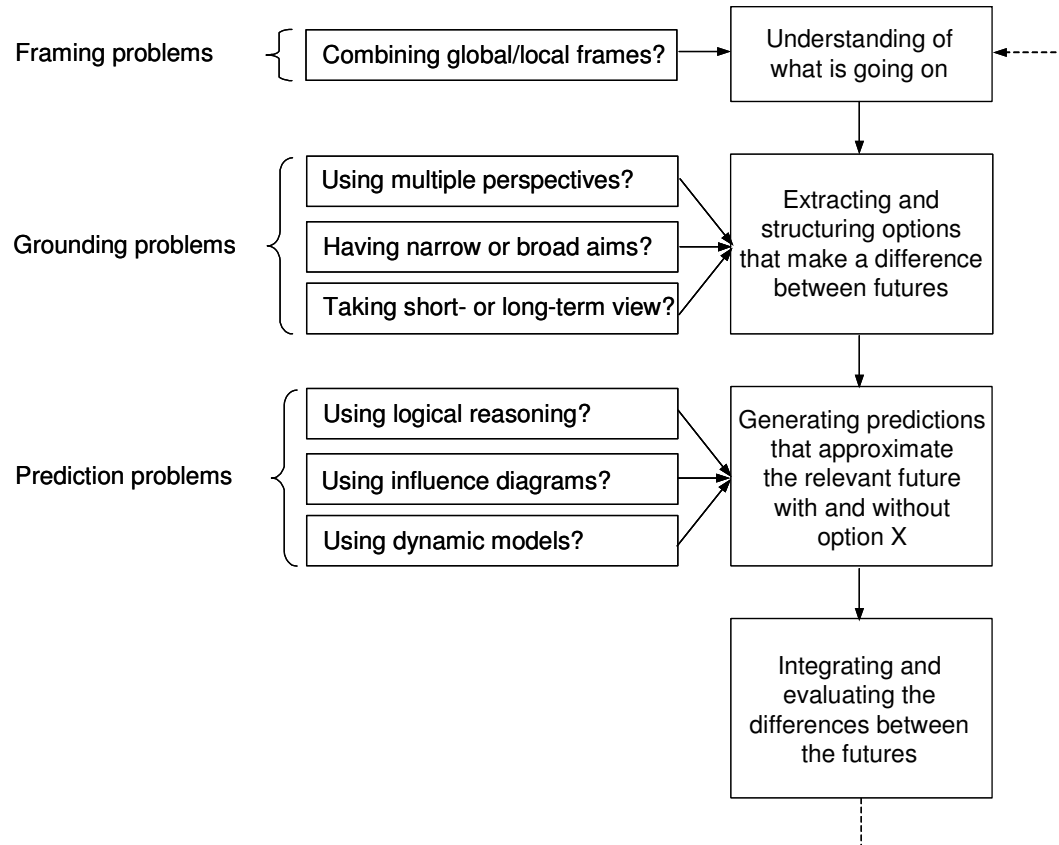 Framing problems
Combining global/local frames?
Understanding of
what is going on
Grounding problems
Using multiple perspectives?
Having narrow or broad aims?
Taking short- or long-term view?
Extracting and
structuring options
that make a difference
between futures
Prediction problems
Using logical reasoning?
Using influence diagrams?
Using dynamic models?
Generating predictions
that approximate
the relevant future
with and without
option X
Integrating and
evaluating the
differences between
the futures